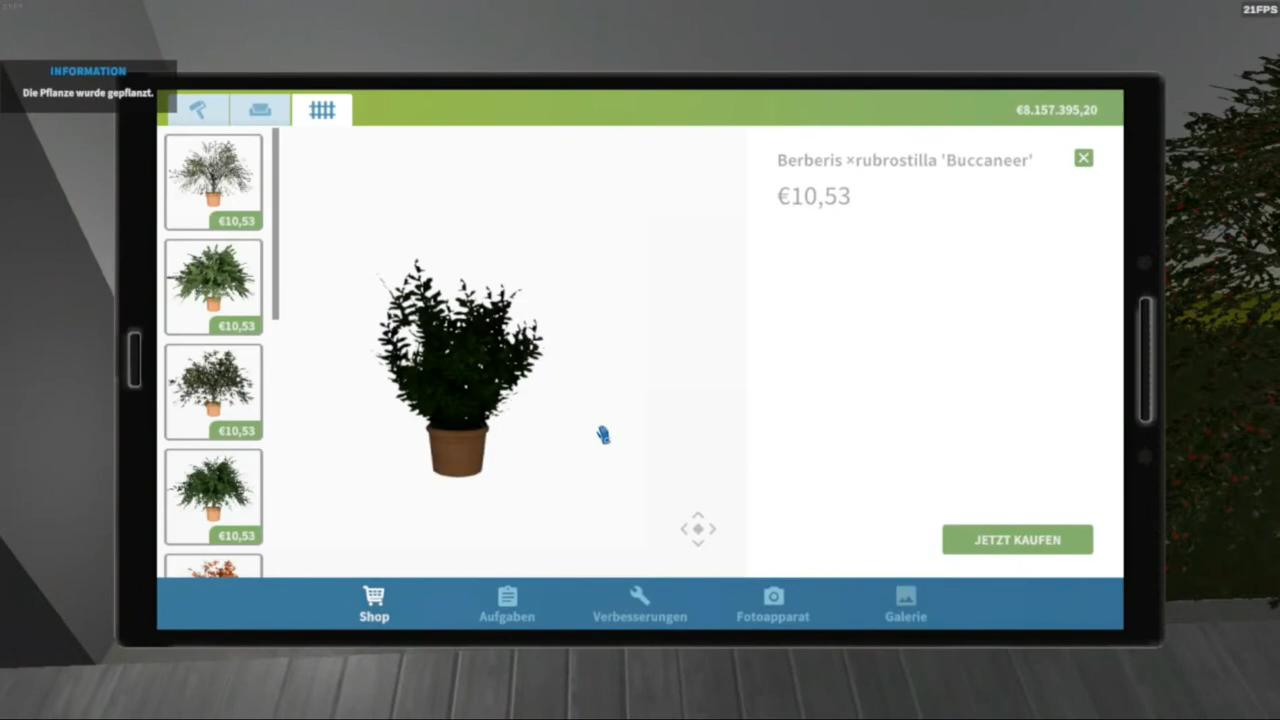 21FPS
INFORMATION
Die Pflanze wurde gepflanzt.
€8.157.395,20
Berberis ×rubrostilla 'Buccaneer'
€10,53
€10,53
€10,53
€10,53
€10,53
JETZT KAUFEN
Shop
Aufgaben
Verbesserungen
Fotoapparat
Galerie